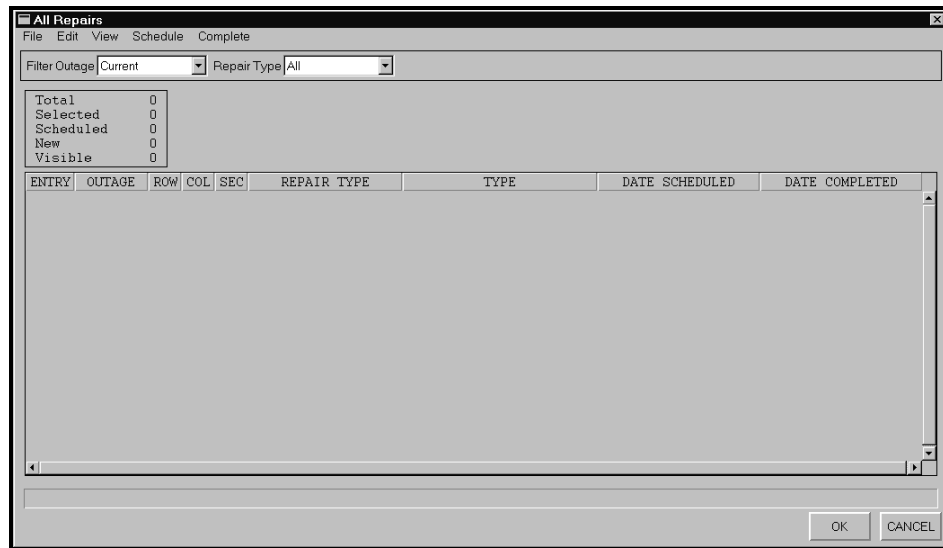 All Repairs
File Edit View Schedule Complete
Filter Outage Current Repair Type All
Total 0
Selected 0
Scheduled 0
New 0
Visible 0
ENTRY OUTAGE ROW COL SEC REPAIR TYPE TYPE DATE SCHEDULED DATE COMPLETED
OK CANCEL